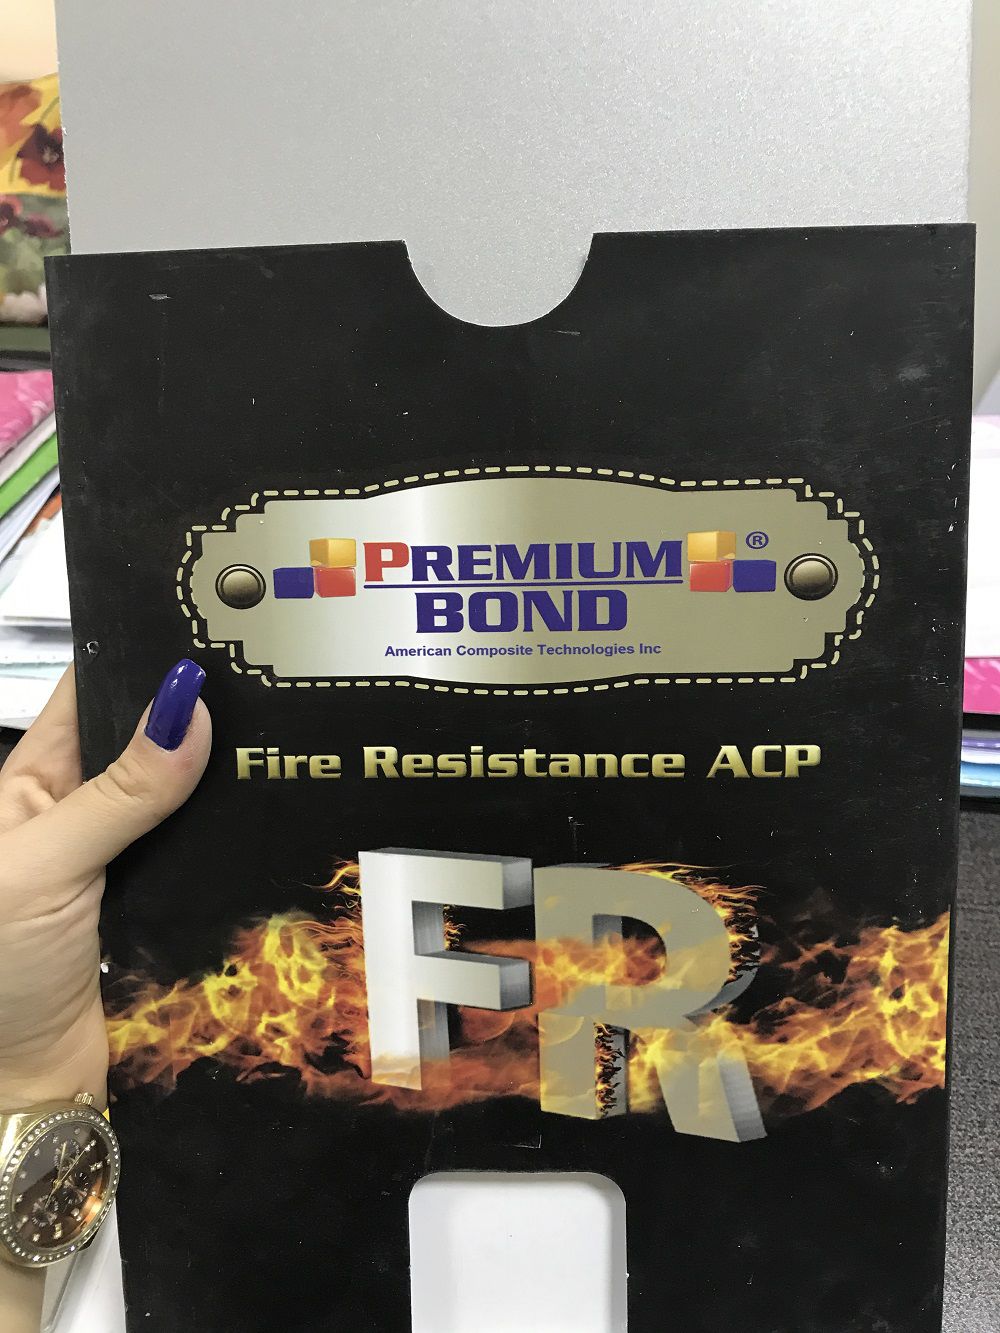 PREMIUM ®
BOND
American Composite Technologies Inc
Fire Resistance ACP
FR